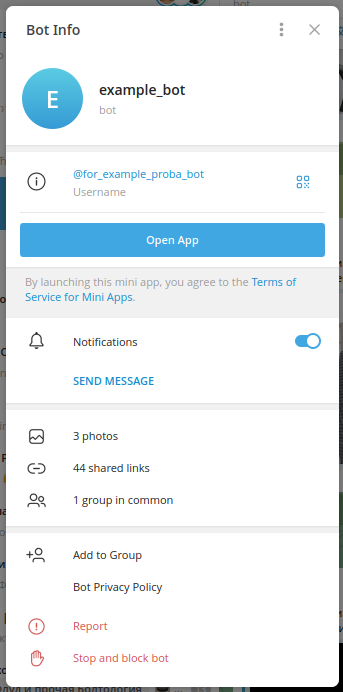 bot
Bot Info
E
example_bot
bot
@for_example_proba_bot
Username
Open App
By launching this mini app, you agree to the Terms of
Service for Mini Apps.
Notifications
SEND MESSAGE
3 photos
44 shared links
1 group in common
Add to Group
Bot Privacy Policy
Report
Stop and block bot